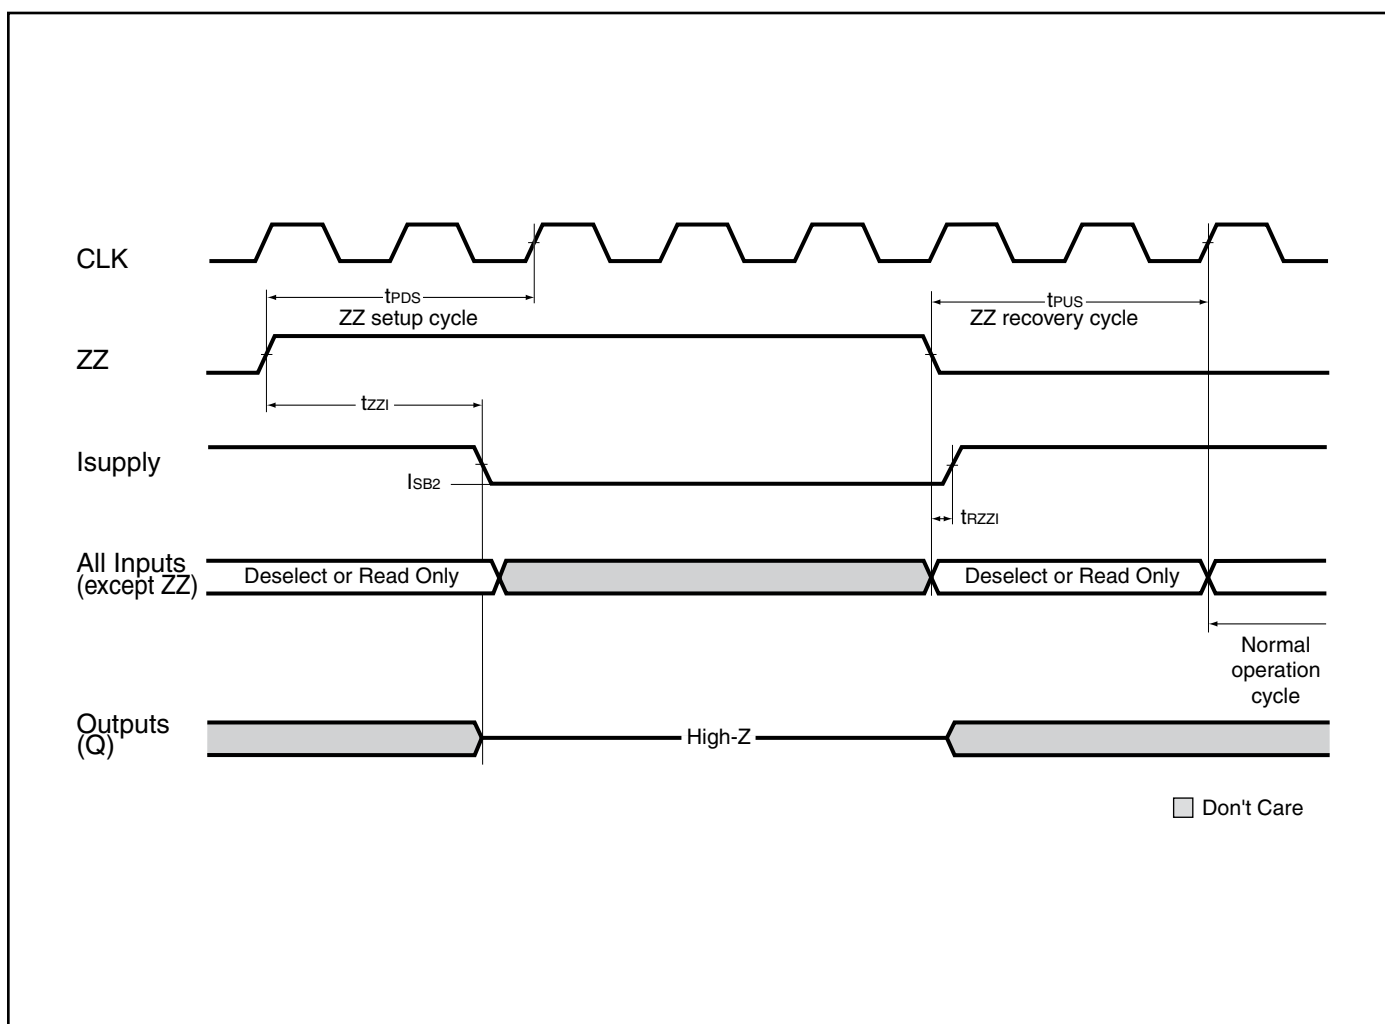 CLK
tPDS
ZZ setup cycle
tPUS
ZZ recovery cycle
ZZ
tZZI
Isupply
ISB2
tRZZI
All Inputs
(except ZZ)
Deselect or Read Only
Deselect or Read Only
Normal
operation
cycle
Outputs
(Q)
High-Z
Don't Care